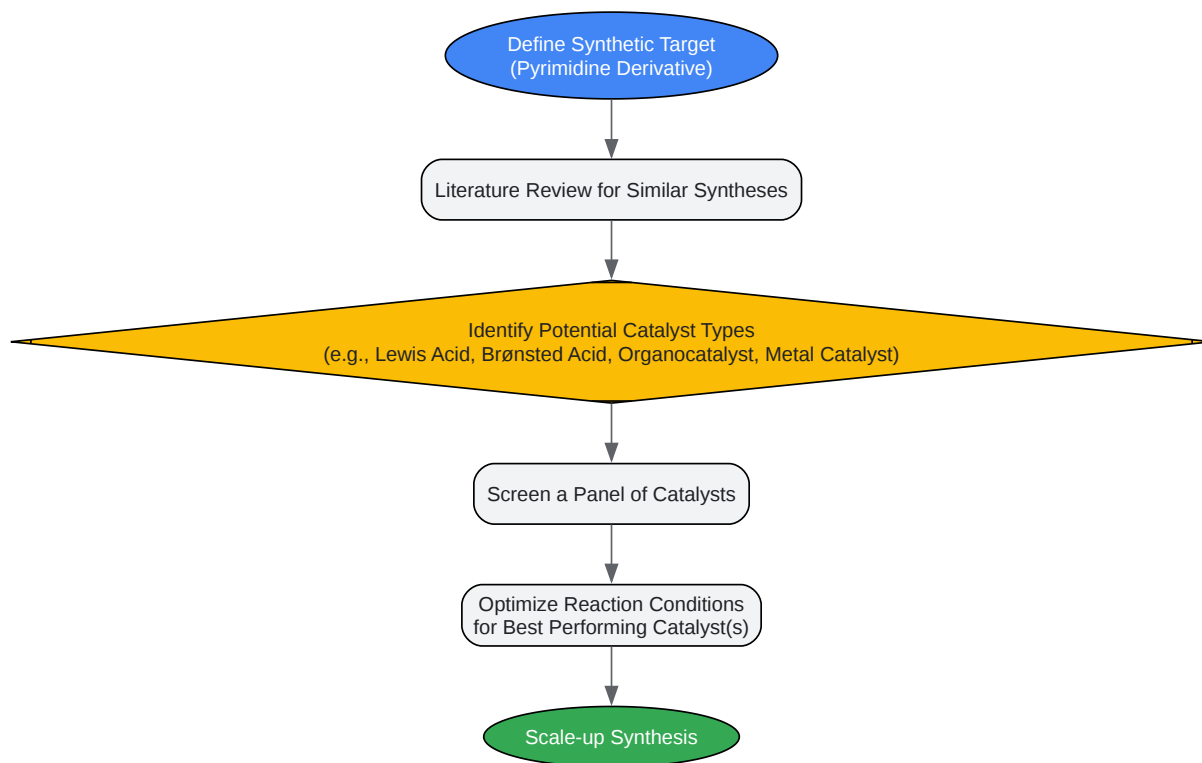 Define Synthetic Target
(Pyrimidine Derivative)
Literature Review for Similar Syntheses
Identify Potential Catalyst Types
(e.g., Lewis Acid, Brønsted Acid, Organocatalyst, Metal Catalyst)
Screen a Panel of Catalysts
Optimize Reaction Conditions
for Best Performing Catalyst(s)
Scale-up Synthesis